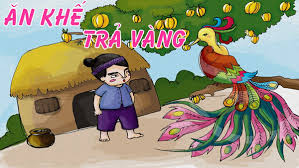 ĂN KHẾ
TRẢ VÀNG